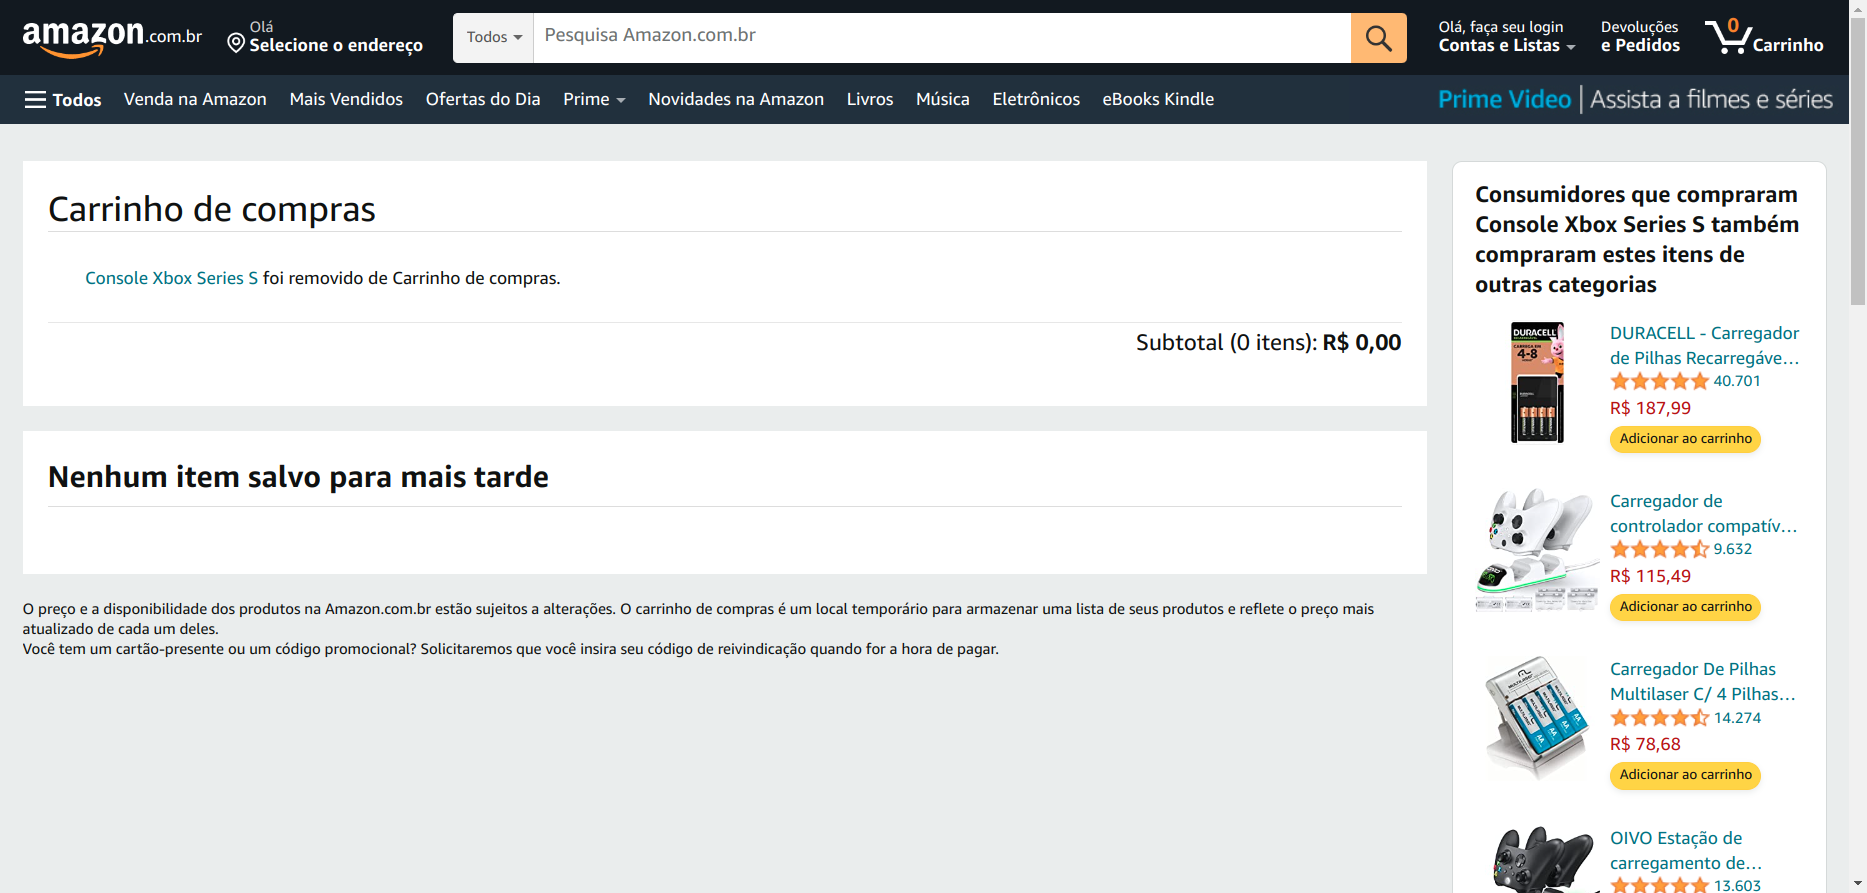 amazon.com.br
Olá
Selecione o endereço
Todos
Pesquisa Amazon.com.br
Olá, faça seu login
Contas e Listas
Devoluções
e Pedidos
0
Carrinho
Todos
Venda na Amazon
Mais Vendidos
Ofertas do Dia
Prime
Novidades na Amazon
Livros
Música
Eletrônicos
eBooks Kindle
Prime Video | Assista a filmes e séries
Carrinho de compras
Console Xbox Series S foi removido de Carrinho de compras.
Subtotal (0 itens): R$ 0,00
Nenhum item salvo para mais tarde
O preço e a disponibilidade dos produtos na Amazon.com.br estão sujeitos a alterações. O carrinho de compras é um local temporário para armazenar uma lista de seus produtos e reflete o preço mais
atualizado de cada um deles.
Você tem um cartão-presente ou um código promocional? Solicitaremos que você insira seu código de reivindicação quando for a hora de pagar.
Consumidores que compraram
Console Xbox Series S também
compraram estes itens de
outras categorias
DURACELL
4-8
DURACELL - Carregador
de Pilhas Recarregáve…
40.701
R$ 187,99
Adicionar ao carrinho
Carregador de
controlador compatív…
9.632
R$ 115,49
Adicionar ao carrinho
MULTILASER
AA
AA
AA
AA
Carregador De Pilhas
Multilaser C/ 4 Pilhas…
14.274
R$ 78,68
Adicionar ao carrinho
OIVO Estação de
carregamento de…
13.603